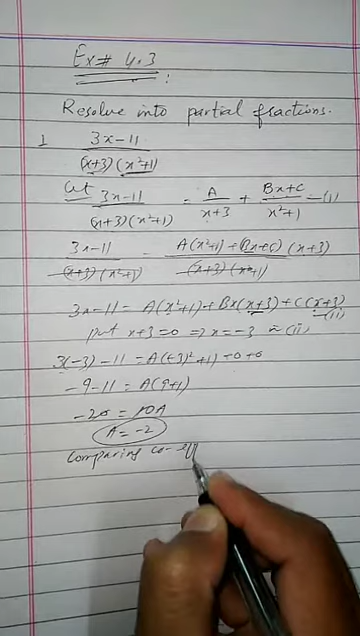 Ex# 4.3
Resolve into partial fractions.
1 3x-11 / (x+3)(x²+1)
Let 3x-11 / (x+3)(x²+1) = A / x+3 + Bx+C / x²+1 -(i)
3x-11 / (x+3)(x²+1) = A(x²+1)+(Bx+C)(x+3) / (x+3)(x²+1)
3x-11 = A(x²+1)+Bx(x+3)+C(x+3) -(ii)
put x+3=0 ⇒ x=-3 in (ii)
3(-3)-11 = A((-3)²+1)+0+0
-9-11 = A(9+1)
-20 = 10A
A = -2
Comparing co-eff